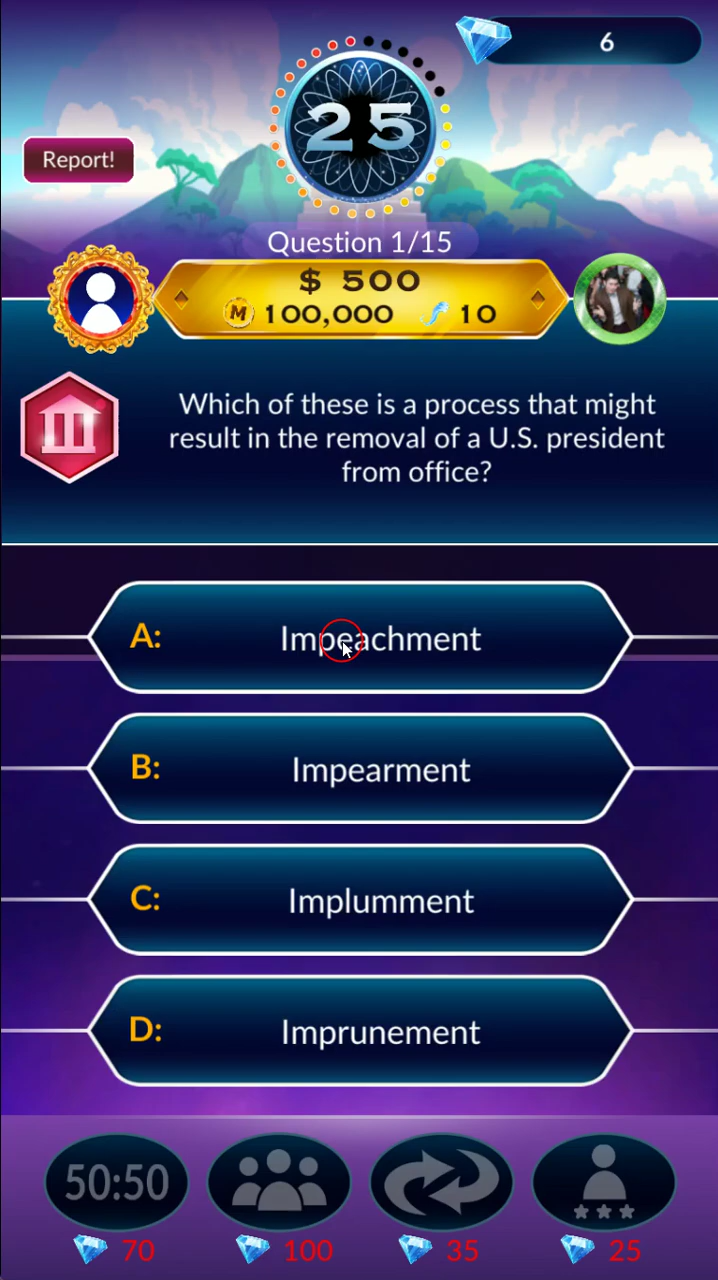 6
25
Report!
Question 1/15
$ 500
M 100,000 10
Which of these is a process that might
result in the removal of a U.S. president
from office?
A: Impeachment
B: Impearment
C: Implumment
D: Imprunement
50:50
70 100 35 25